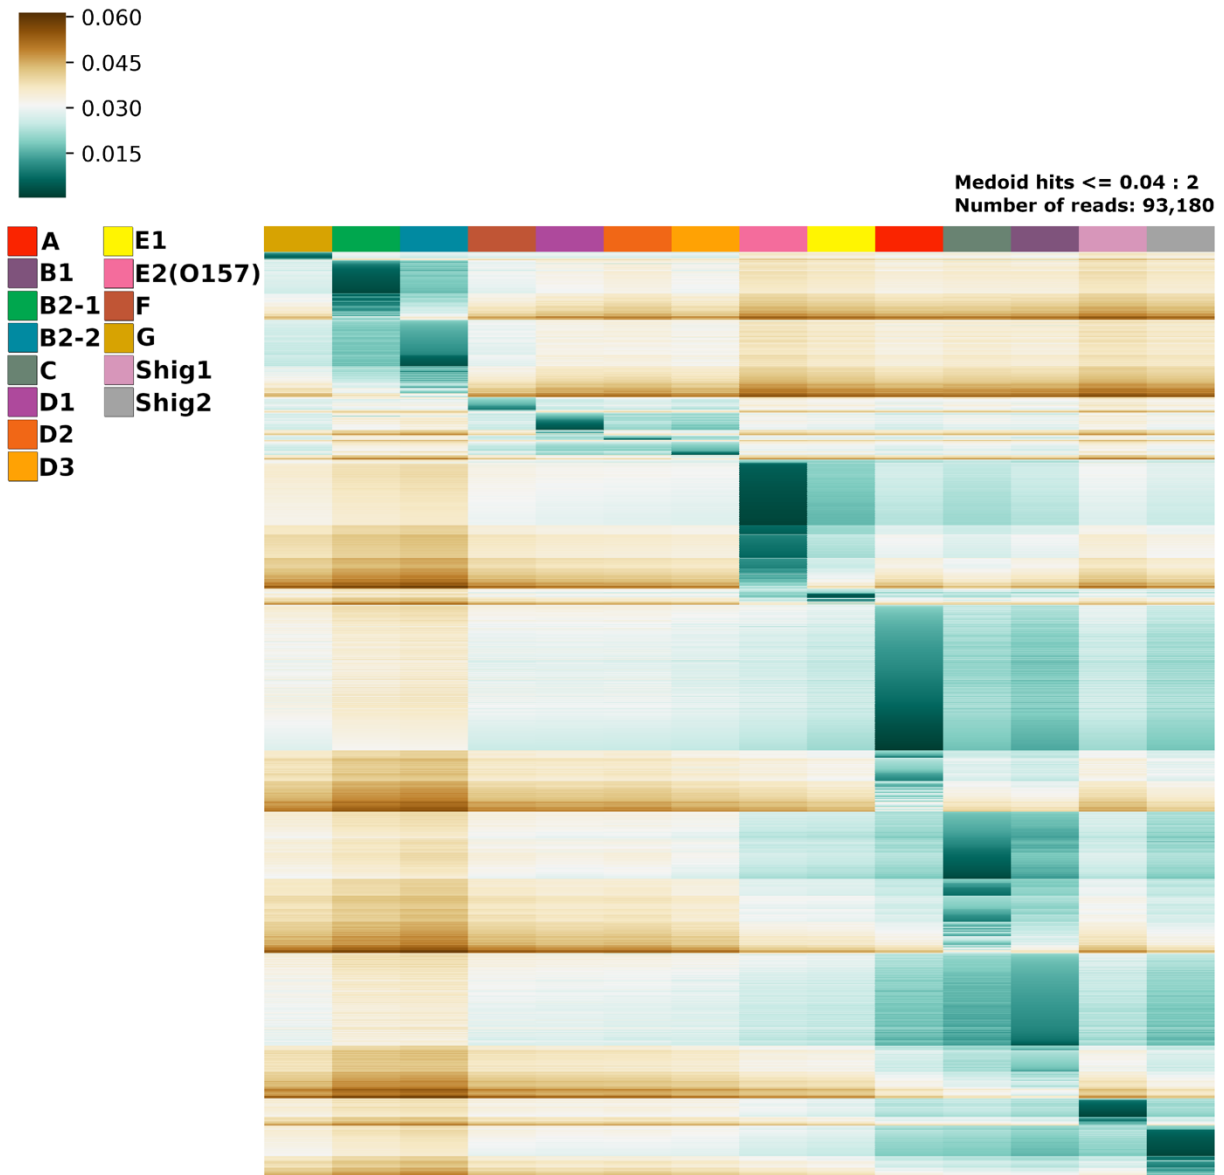 0.060
0.045
0.030
0.015
Medoid hits <= 0.04 : 2
Number of reads: 93,180
A
B1
B2-1
B2-2
C
D1
D2
D3
E1
E2(O157)
F
G
Shig1
Shig2